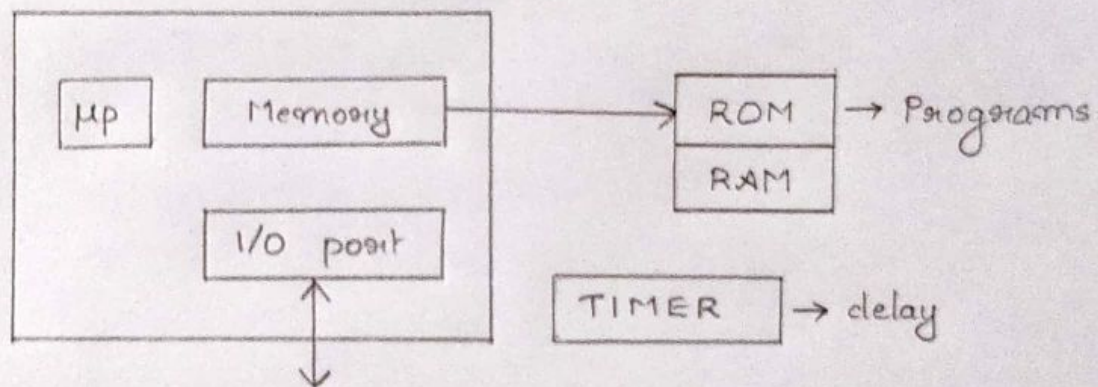 μp Memory ROM → Programs
RAM
I/O port
TIMER → delay